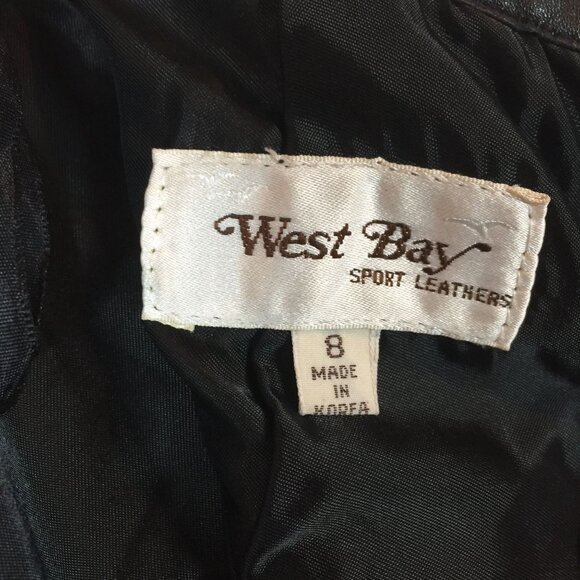 West Bay
SPORT LEATHERS
8
MADE
IN
KOREA